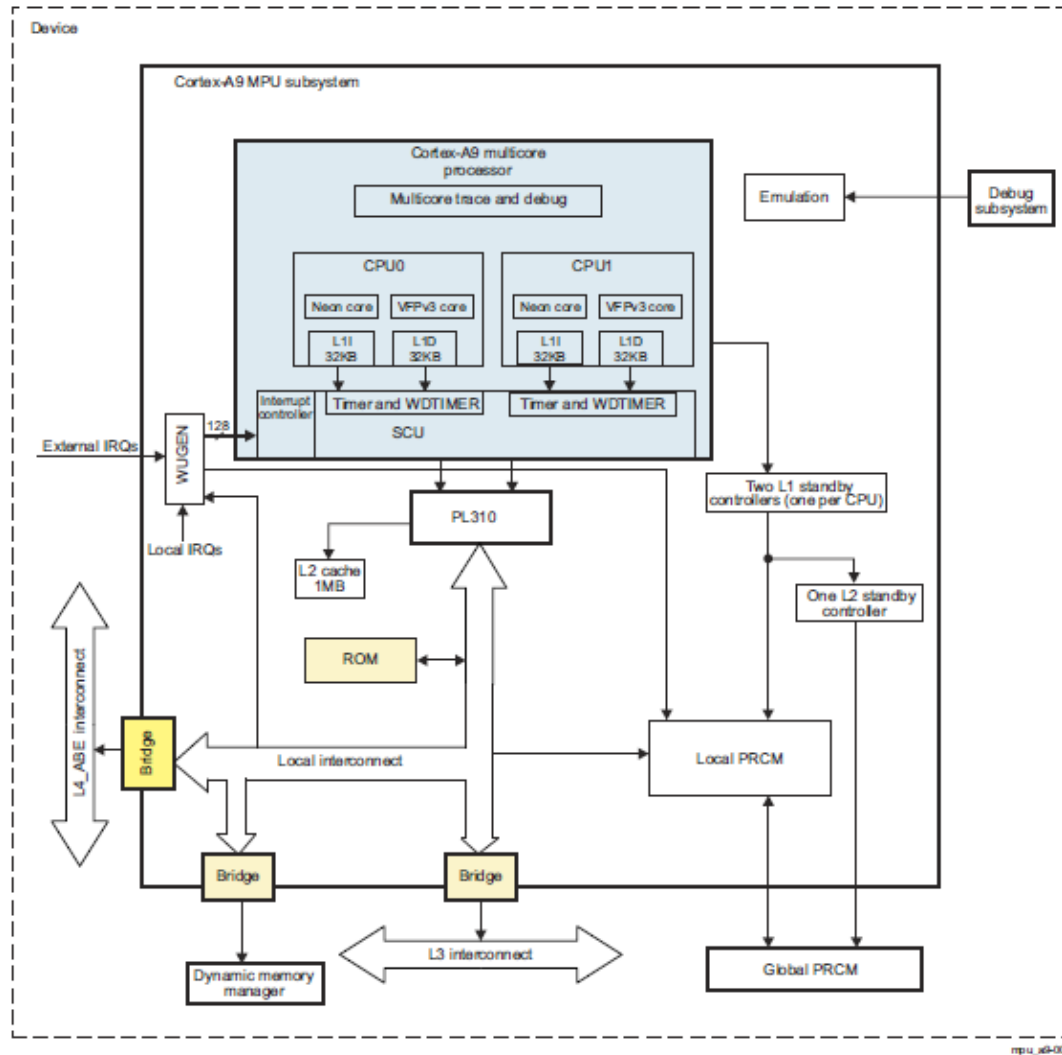 Device
Cortex-A9 MPU subsystem
Cortex-A9 multicore
processor
Multicore trace and debug
Emulation
Debug
subsystem
CPU0
CPU1
Neon core
VFPv3 core
Neon core
VFPv3 core
L1I
32KB
L1D
32KB
L1I
32KB
L1D
32KB
Interrupt
controller
Timer and WDTIMER
Timer and WDTIMER
SCU
128
External IRQs
WUGEN
Local IRQs
Two L1 standby
controllers (one per CPU)
PL310
L2 cache
1MB
One L2 standby
controller
ROM
L4_ABE interconnect
Bridge
Local interconnect
Local PRCM
Bridge
Bridge
L3 interconnect
Dynamic memory
manager
Global PRCM